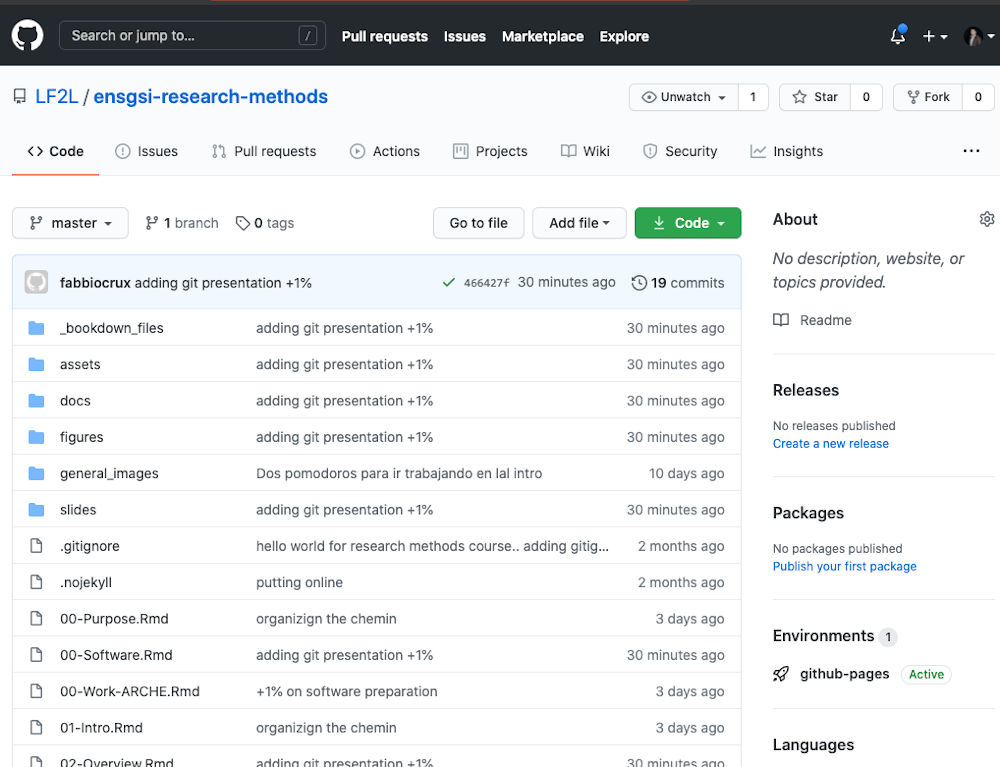 Search or jump to... /
Pull requests Issues Marketplace Explore
LF2L / ensgsi-research-methods
Unwatch 1 Star 0 Fork 0
Code Issues Pull requests Actions Projects Wiki Security Insights ...
master 1 branch 0 tags Go to file Add file Code
fabbiocrux adding git presentation +1% 466427f 30 minutes ago 19 commits
_bookdown_files adding git presentation +1% 30 minutes ago
assets adding git presentation +1% 30 minutes ago
docs adding git presentation +1% 30 minutes ago
figures adding git presentation +1% 30 minutes ago
general_images Dos pomodoros para ir trabajando en lal intro 10 days ago
slides adding git presentation +1% 30 minutes ago
.gitignore hello world for research methods course.. adding gitig... 2 months ago
.nojekyll putting online 2 months ago
00-Purpose.Rmd organizign the chemin 3 days ago
00-Software.Rmd adding git presentation +1% 30 minutes ago
00-Work-ARCHE.Rmd +1% on software preparation 3 days ago
01-Intro.Rmd organizign the chemin 3 days ago
02-Overview.Rmd adding git presentation +1% 30 minutes ago
About
No description, website, or
topics provided.
Readme
Releases
No releases published
Create a new release
Packages
No packages published
Publish your first package
Environments 1
github-pages Active
Languages